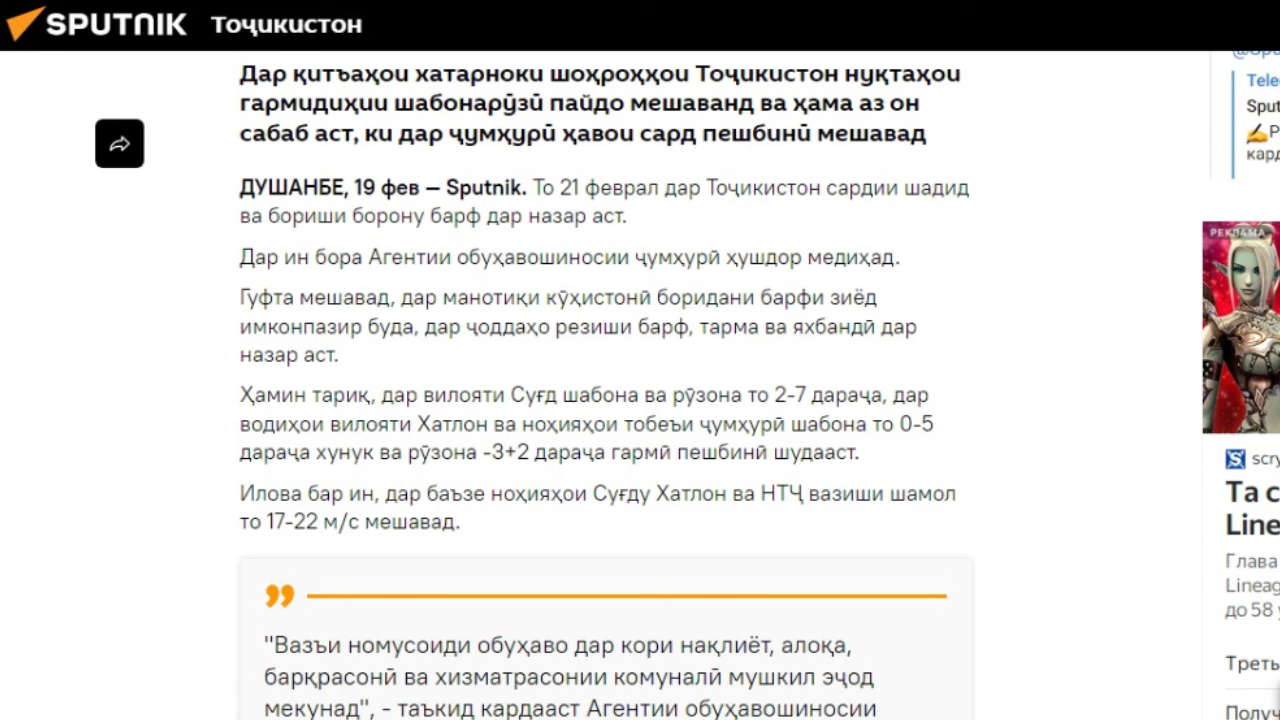 SPUTNIK Тоҷикистон
Дар қитъаҳои хатарноки шоҳроҳҳои Тоҷикистон нуқтаҳои
гармидиҳии шабонарӯзӣ пайдо мешаванд ва ҳама аз он
сабаб аст, ки дар ҷумҳурӣ ҳавои сард пешбинӣ мешавад
ДУШАНБЕ, 19 фев — Sputnik. То 21 феврал дар Тоҷикистон сардии шадид
ва бориши борону барф дар назар аст.
Дар ин бора Агентии обуҳавошиносии ҷумҳурӣ ҳушдор медиҳад.
Гуфта мешавад, дар манотиқи кӯҳистонӣ боридани барфи зиёд
имконпазир буда, дар ҷоддаҳо резиши барф, тарма ва яхбандӣ дар
назар аст.
Ҳамин тариқ, дар вилояти Суғд шабона ва рӯзона то 2-7 дараҷа, дар
водиҳои вилояти Хатлон ва ноҳияҳои тобеъи ҷумҳурӣ шабона то 0-5
дараҷа хунук ва рӯзона -3+2 дараҷа гармӣ пешбинӣ шудааст.
Илова бар ин, дар баъзе ноҳияҳои Суғду Хатлон ва НТҶ вазиши шамол
то 17-22 м/с мешавад.
"Вазъи номусоиди обуҳаво дар кори нақлиёт, алоқа,
барқрасонӣ ва хизматрасонии комуналӣ мушкил эҷод
мекунад", - таъкид кардааст Агентии обуҳавошиносии
Tele
Sput
кард
РЕКЛАМА
scry
Та с
Line
Глава
Lineag
до 58
Треть
Получ